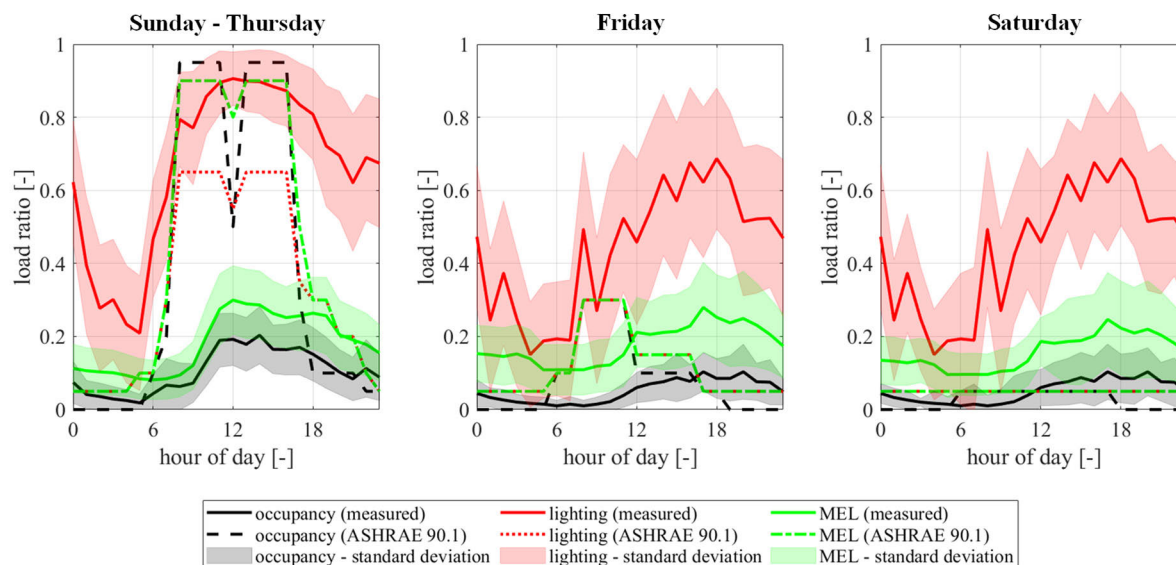 Sunday - Thursday
Friday
Saturday
load ratio [-]
1
0.8
0.6
0.4
0.2
0
0 6 12 18
hour of day [-]
load ratio [-]
1
0.8
0.6
0.4
0.2
0
0 6 12 18
hour of day [-]
load ratio [-]
1
0.8
0.6
0.4
0.2
0
0 6 12 18
hour of day [-]
occupancy (measured) lighting (measured) MEL (measured)
occupancy (ASHRAE 90.1) lighting (ASHRAE 90.1) MEL (ASHRAE 90.1)
occupancy - standard deviation lighting - standard deviation MEL - standard deviation